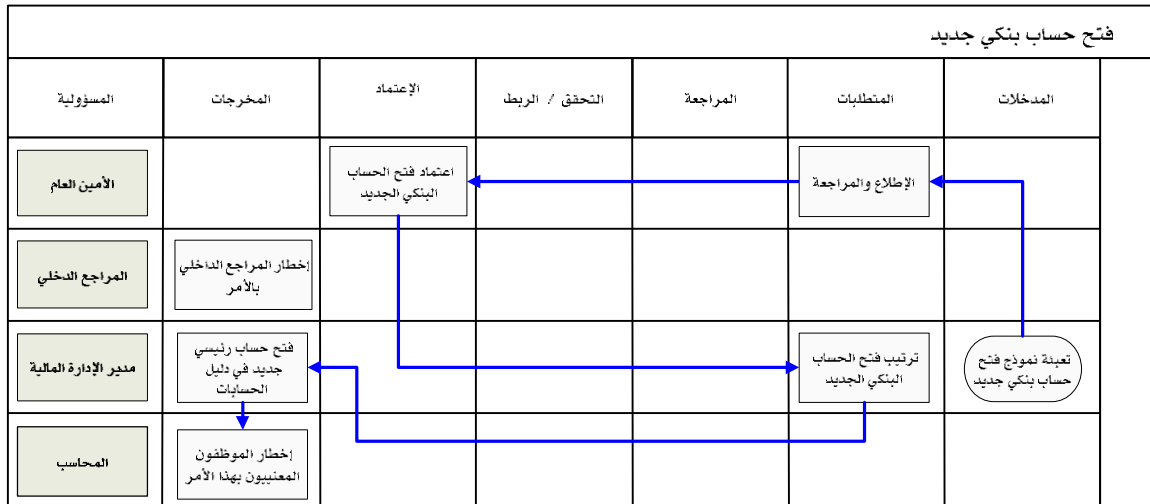 فتح حساب بنكي جديد
المدخلات
المتطلبات
المراجعة
التحقق / الربط
الإعتماد
المخرجات
المسؤولية
الإطلاع والمراجعة
اعتماد فتح الحساب
البنكي الجديد
الأمين العام
إخطار المراجع الداخلي
بالأمر
المراجع الدخلي
تعبئة نموذج فتح
حساب بنكي جديد
ترتيب فتح الحساب
البنكي الجديد
فتح حساب رئيسي
جديد في دليل
الحسابات
مدير الإدارة المالية
إخطار الموظفون
المعنييون بهذا الأمر
المحاسب